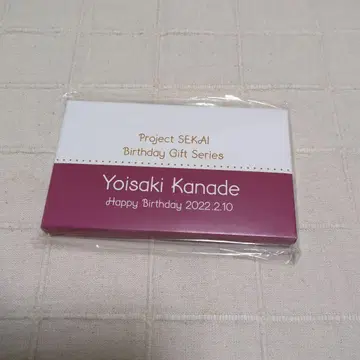 Project SEKAI
Birthday Gift Series
Yoisaki Kanade
Happy Birthday 2022.2.10